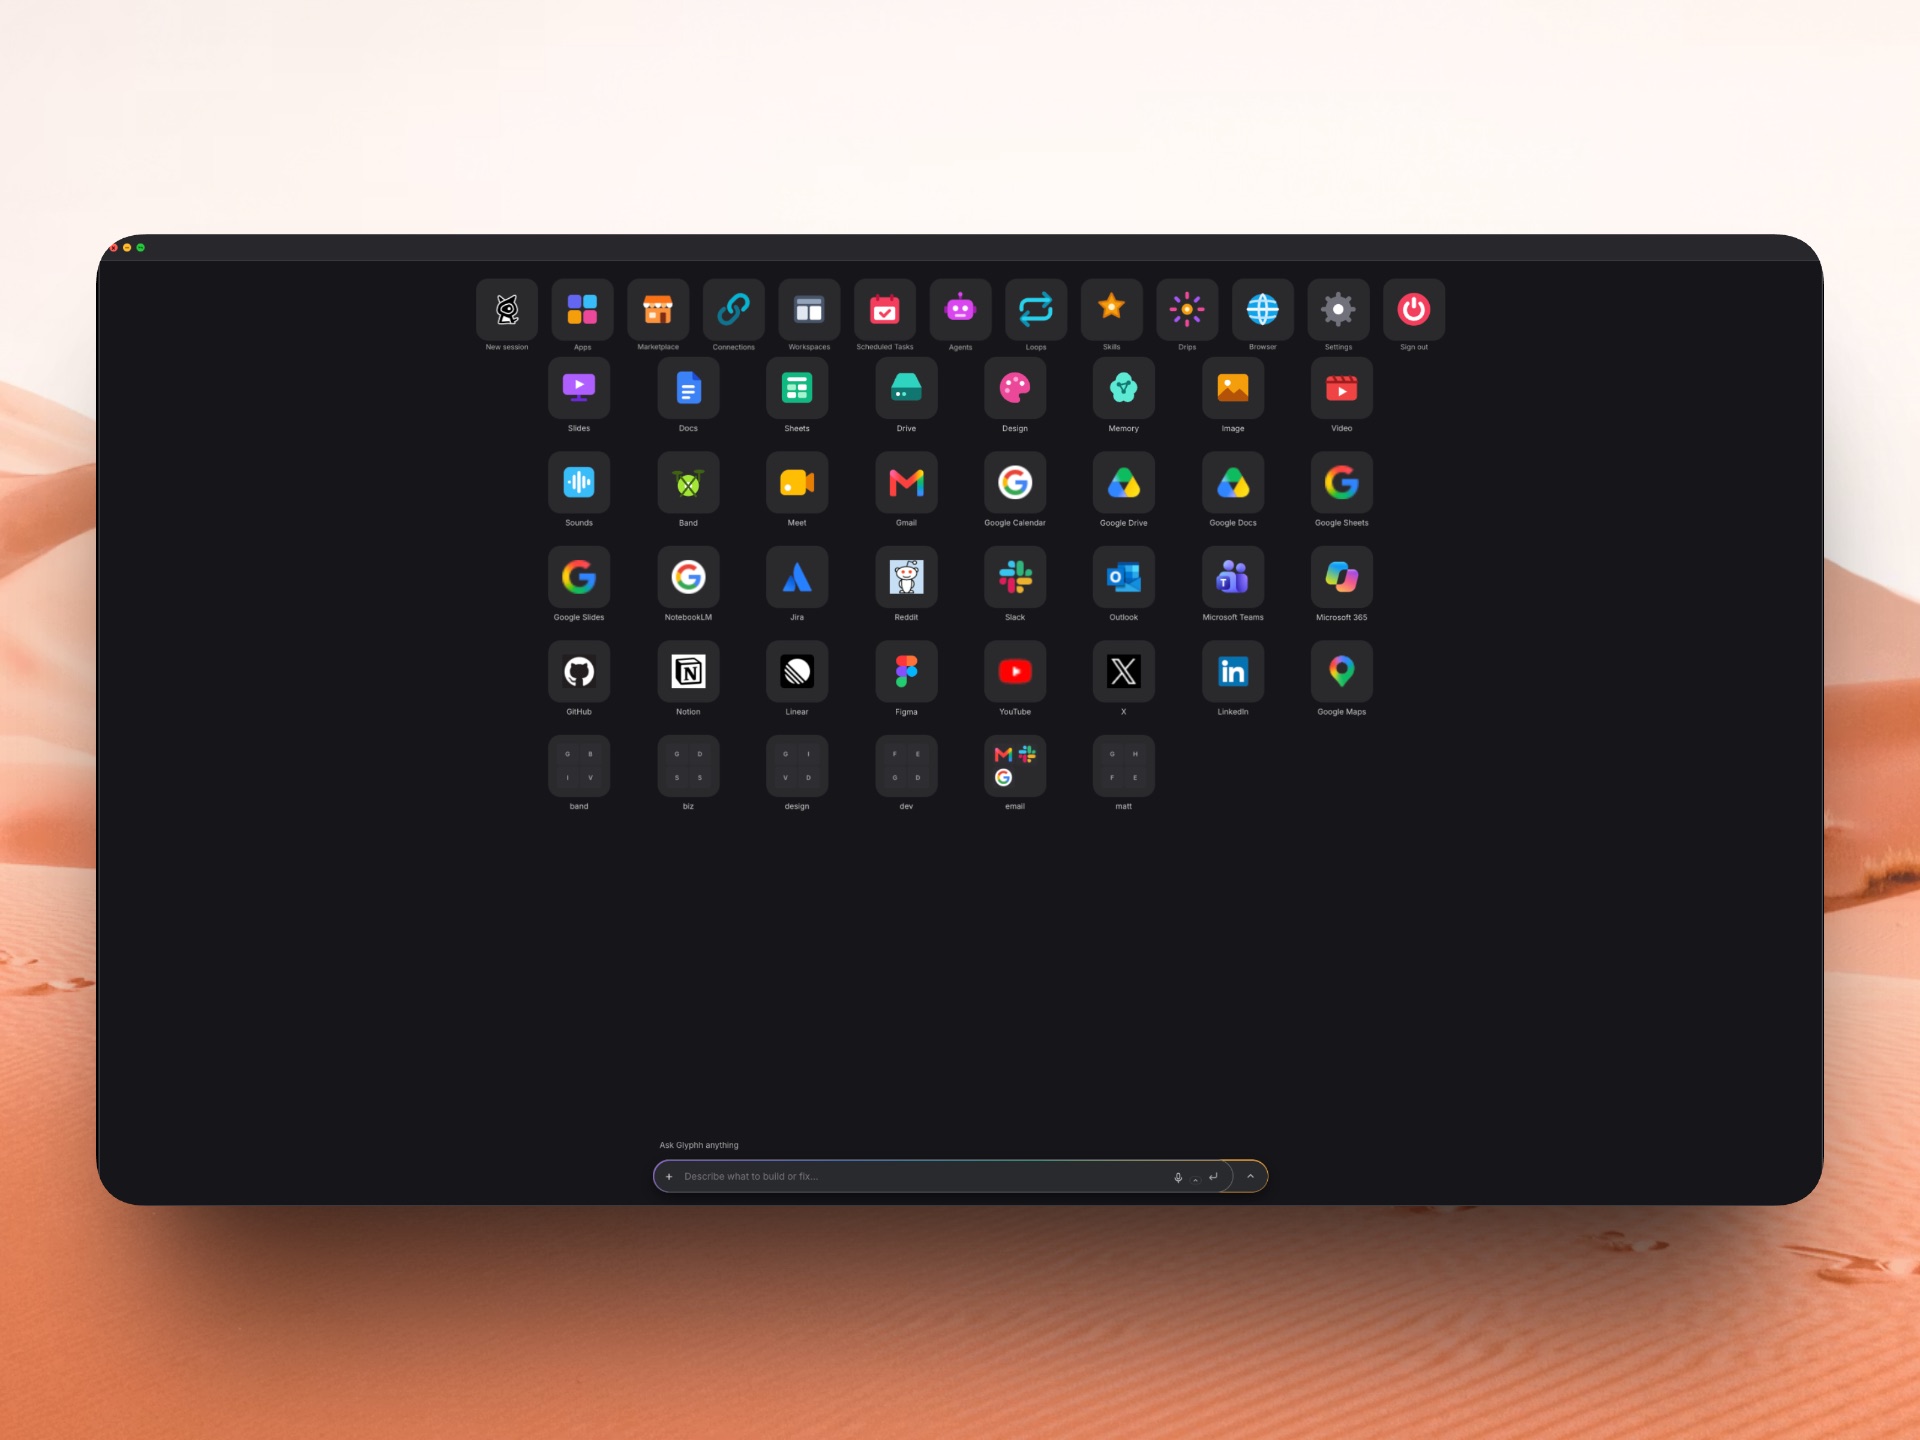 New session Apps Marketplace Connections Workspaces Scheduled Tasks Agents Loops Skills Drips Browser Settings Sign out
Slides Docs Sheets Drive Design Memory Image Video
Sounds Band Meet Gmail Google Calendar Google Drive Google Docs Google Sheets
Google Slides NotebookLM Jira Reddit Slack Outlook Microsoft Teams Microsoft 365
GitHub Notion Linear Figma YouTube X LinkedIn Google Maps
G B G D G I F E G H
I V S S V D G D F E
band biz design dev email matt
Ask Glyphh anything
Describe what to build or fix...